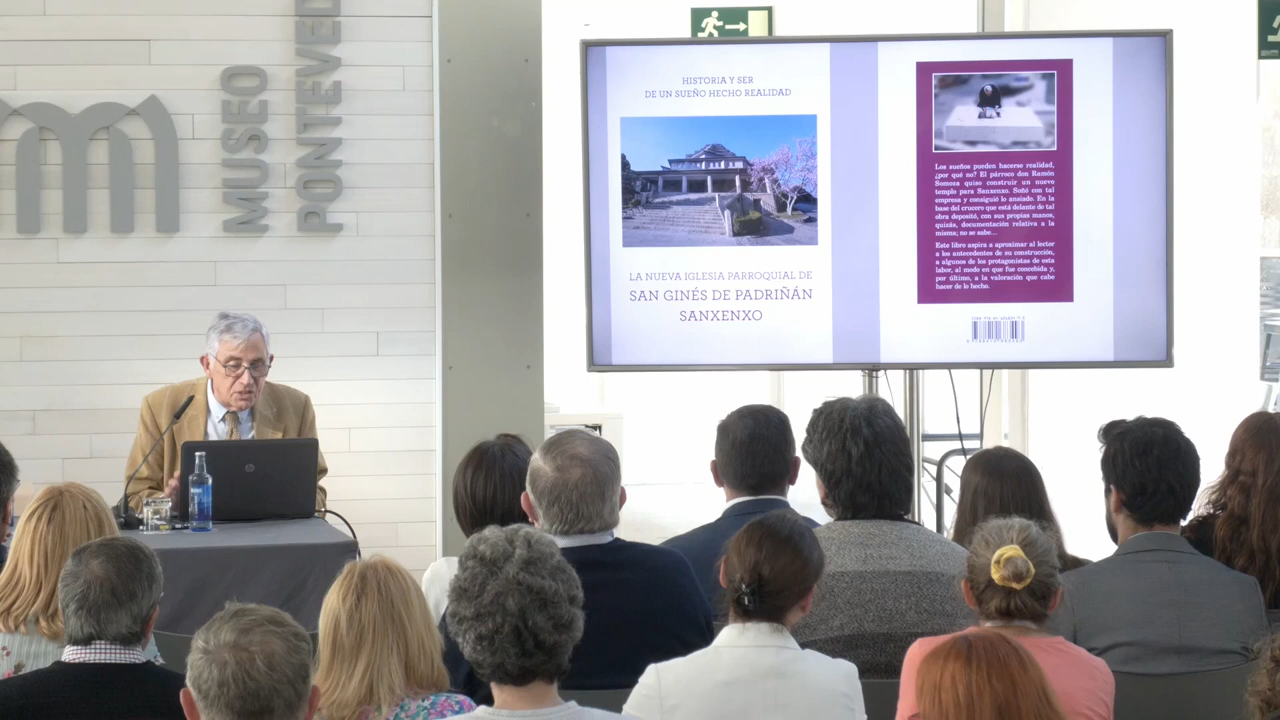 MUSEO
PONTEVED
HISTORIA Y SER
DE UN SUEÑO HECHO REALIDAD
LA NUEVA IGLESIA PARROQUIAL DE
SAN GINÉS DE PADRIÑÁN
SANXENXO
Los sueños pueden hacerse realidad,
¿por qué no? El párroco don Ramón
Somoza quiso construir un nuevo
templo para Sanxenxo. Soñó con tal
empresa y consiguió lo ansiado. En la
base del crucero que está delante de tal
obra depositó, con sus propias manos,
quizás, documentación relativa a la
misma; no se sabe...
Este libro aspira a aproximar al lector
a los antecedentes de su construcción,
a algunos de los protagonistas de esta
labor, al modo en que fue concebida y,
por último, a la valoración que cabe
hacer de lo hecho.
hp